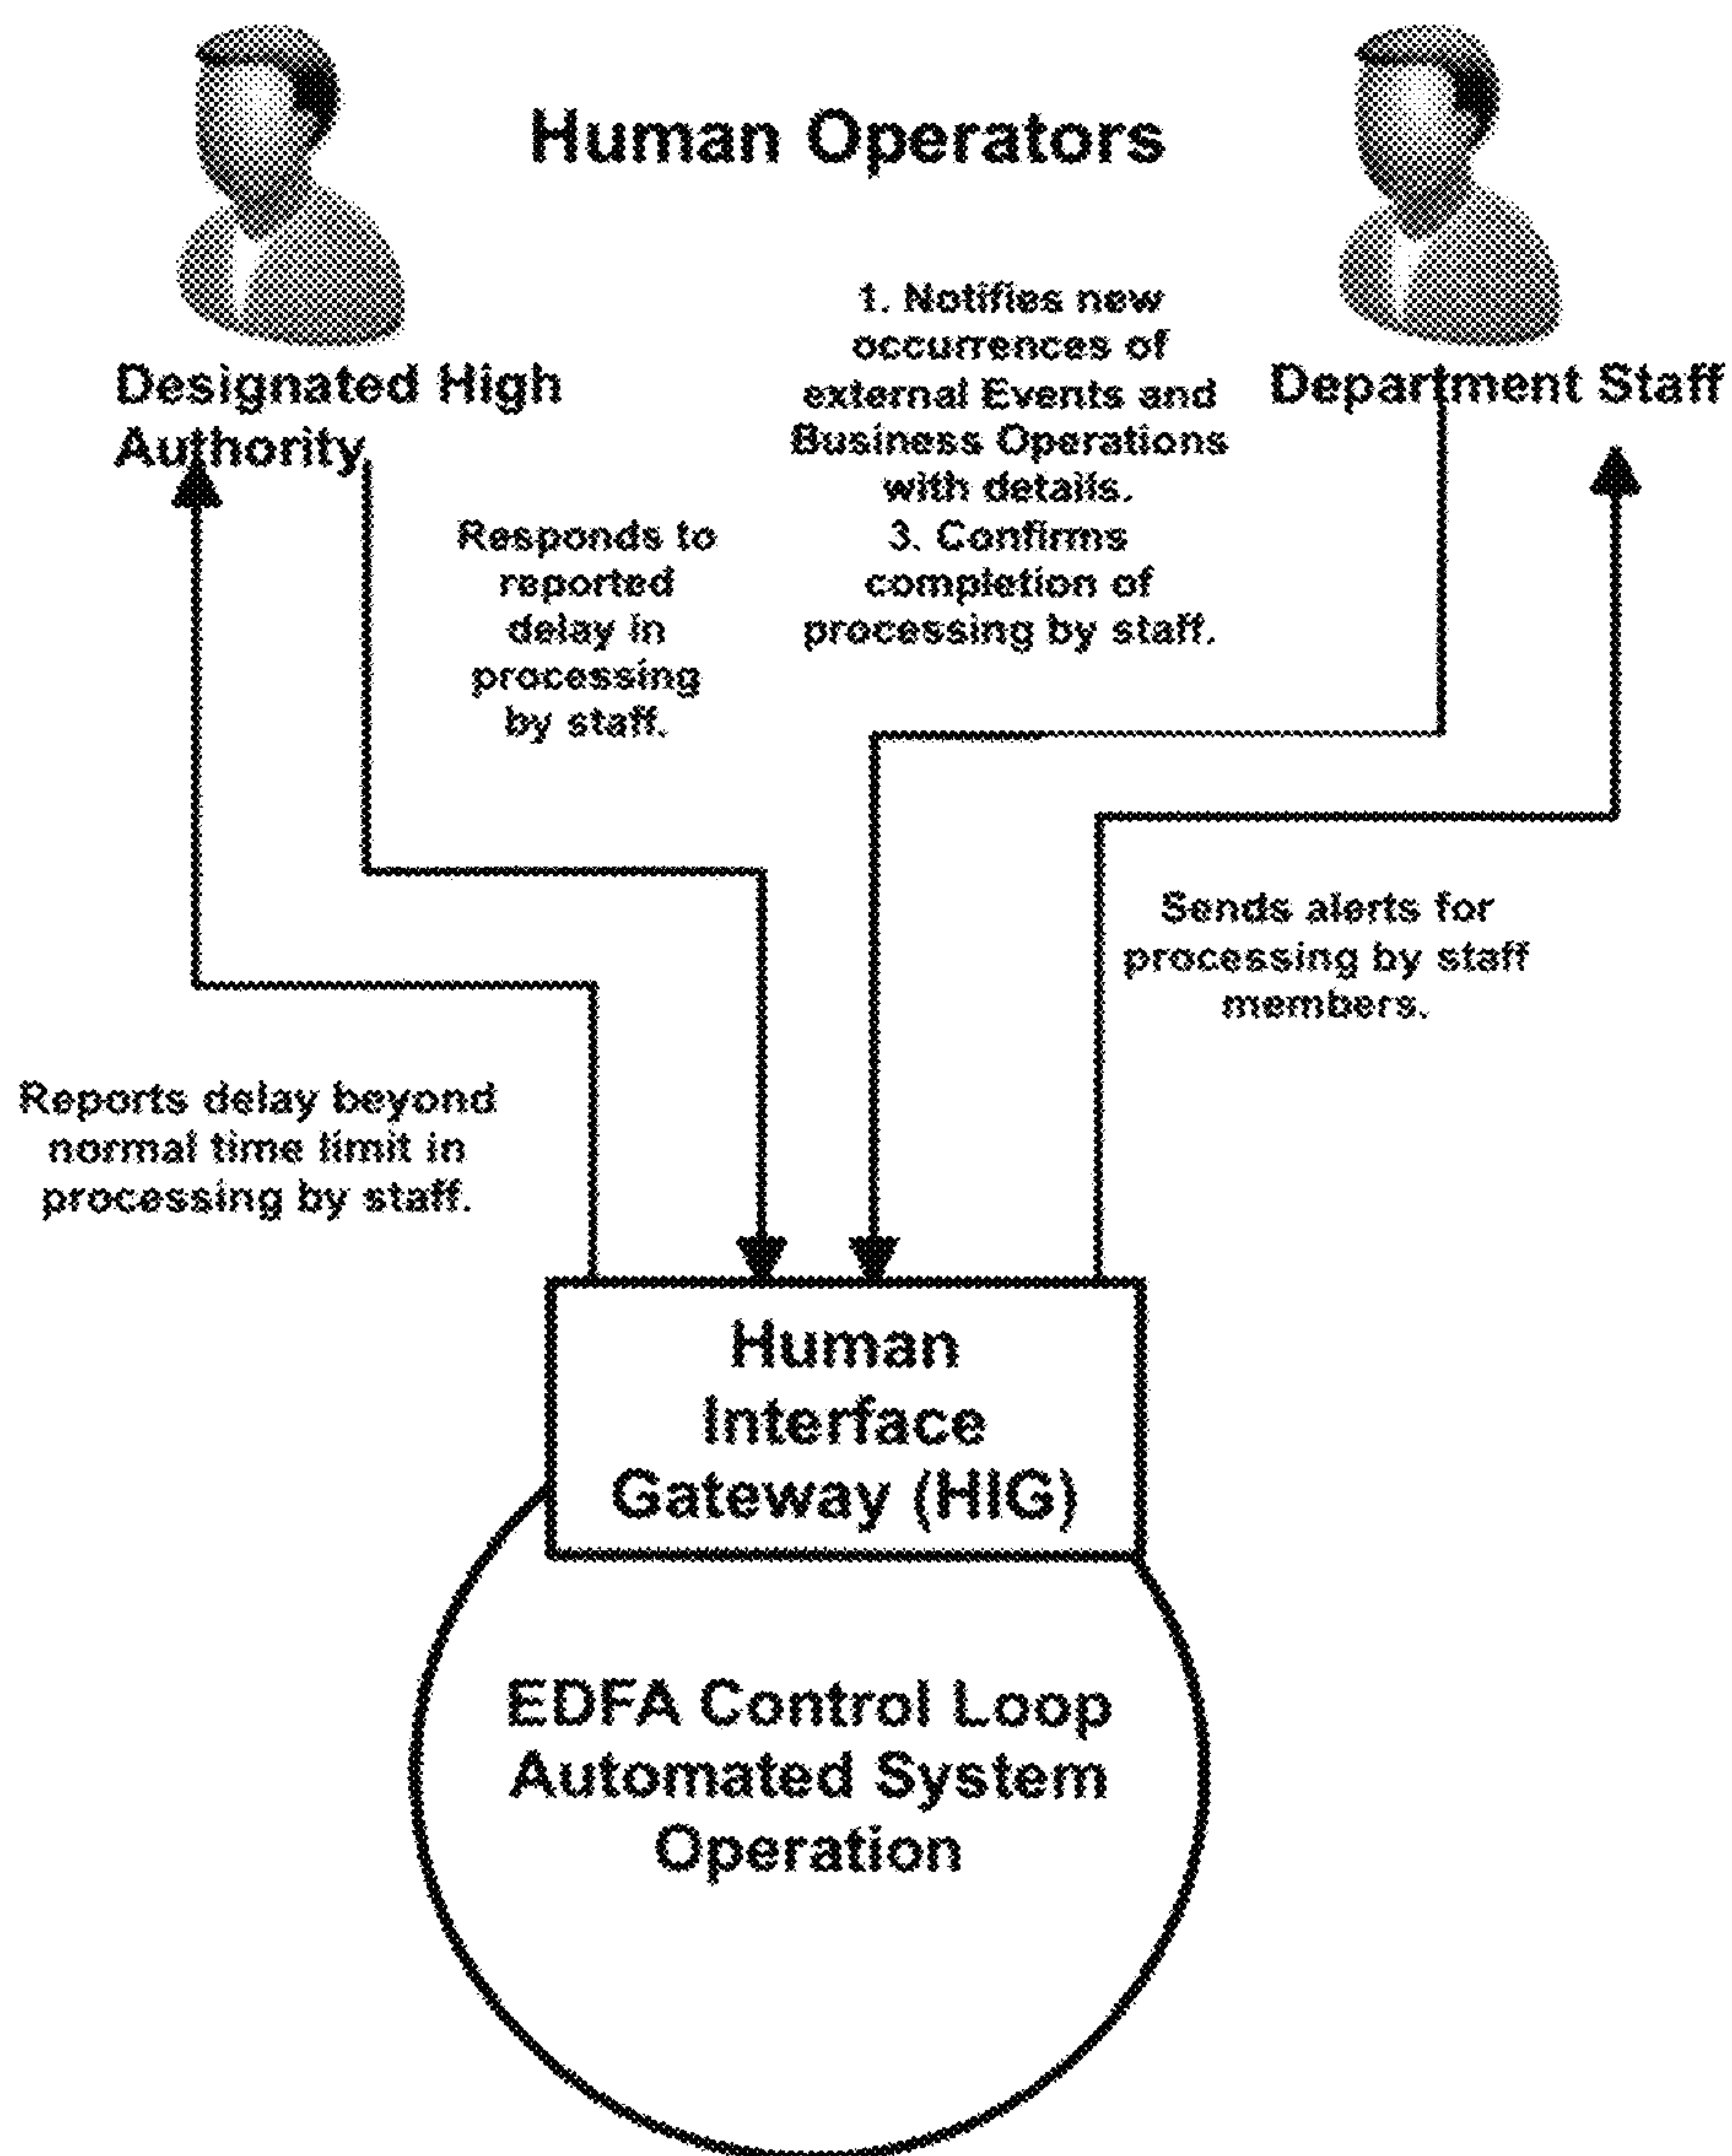 Human Operators
Designated High
Authority
Department Staff
1. Notifies new
occurrences of
external Events and
Business Operations
with details.
3. Confirms
completion of
processing by staff.
Responds to
reported
delay in
processing
by staff.
Sends alerts for
processing by staff
members.
Reports delay beyond
normal time limit in
processing by staff.
Human
Interface
Gateway (HIG)
EDFA Control Loop
Automated System
Operation